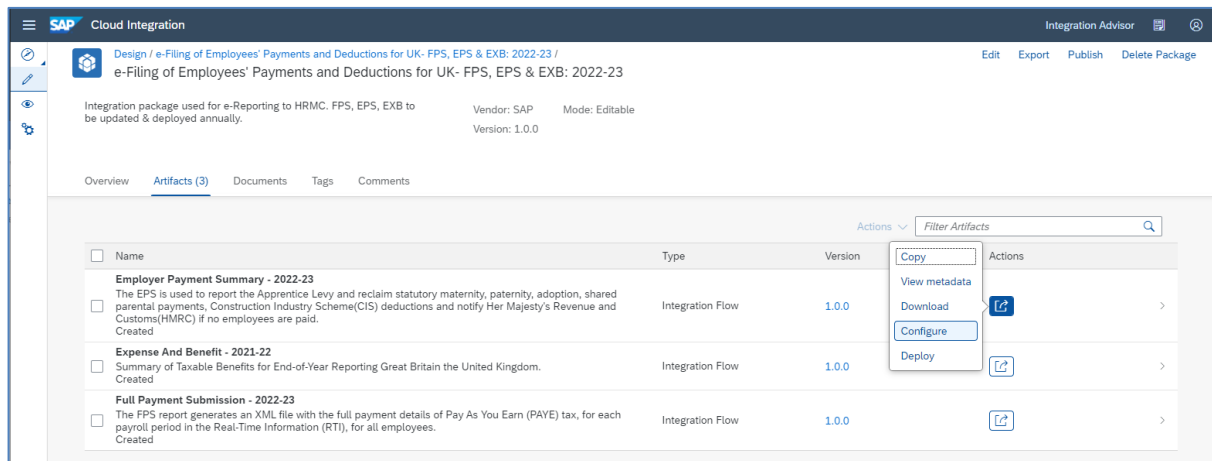 SAP Cloud Integration
Integration Advisor
Design / e-Filing of Employees' Payments and Deductions for UK- FPS, EPS & EXB: 2022-23 /
e-Filing of Employees' Payments and Deductions for UK- FPS, EPS & EXB: 2022-23
Edit Export Publish Delete Package
Integration package used for e-Reporting to HRMC. FPS, EPS, EXB to
be updated & deployed annually.
Vendor: SAP Mode: Editable
Version: 1.0.0
Overview Artifacts (3) Documents Tags Comments
Actions Filter Artifacts
Name Type Version Actions
Copy
View metadata
Download
Configure
Deploy
Employer Payment Summary - 2022-23
The EPS is used to report the Apprentice Levy and reclaim statutory maternity, paternity, adoption, shared
parental payments, Construction Industry Scheme(CIS) deductions and notify Her Majesty's Revenue and
Customs(HMRC) if no employees are paid.
Created
Integration Flow 1.0.0
Expense And Benefit - 2021-22
Summary of Taxable Benefits for End-of-Year Reporting Great Britain the United Kingdom.
Created
Integration Flow 1.0.0
Full Payment Submission - 2022-23
The FPS report generates an XML file with the full payment details of Pay As You Earn (PAYE) tax, for each
payroll period in the Real-Time Information (RTI), for all employees.
Created
Integration Flow 1.0.0